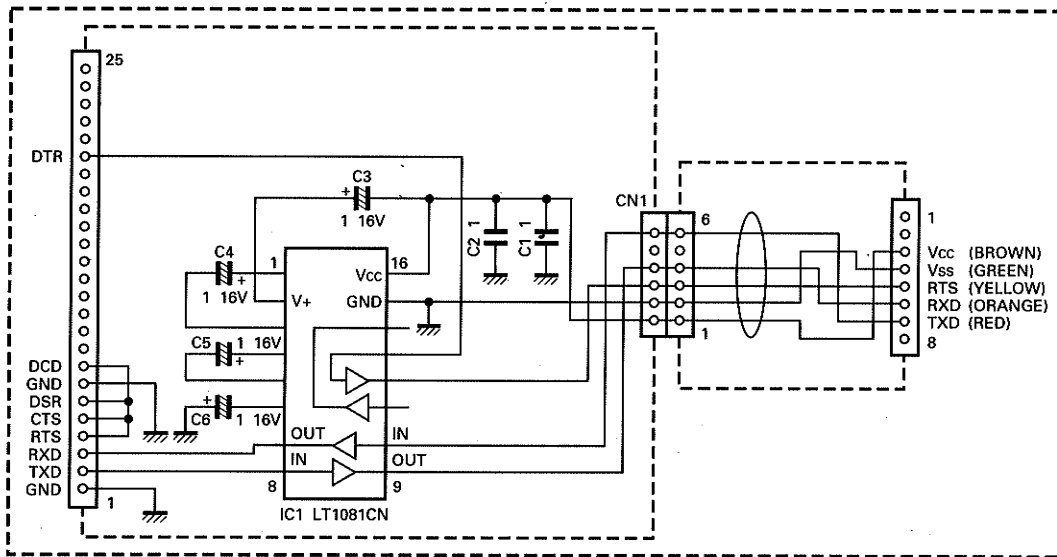 25
DTR
C3
+
1 16V
C4
+
1 16V
1
Vcc
16
V+
GND
C5
1 16V
+
+
C6
1 16V
OUT
IN
IN
OUT
8
9
IC1 LT1081CN
C2 1
C1 1
CN1
6
1
1
Vcc (BROWN)
Vss (GREEN)
RTS (YELLOW)
RXD (ORANGE)
TXD (RED)
8
DCD
GND
DSR
CTS
RTS
RXD
TXD
GND
1